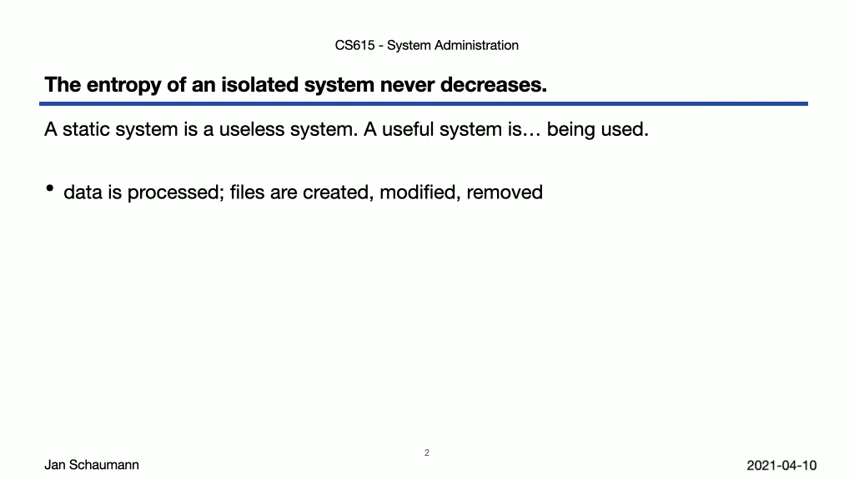 CS615 - System Administration
The entropy of an isolated system never decreases.
A static system is a useless system. A useful system is… being used.
• data is processed; files are created, modified, removed
2
Jan Schaumann
2021-04-10